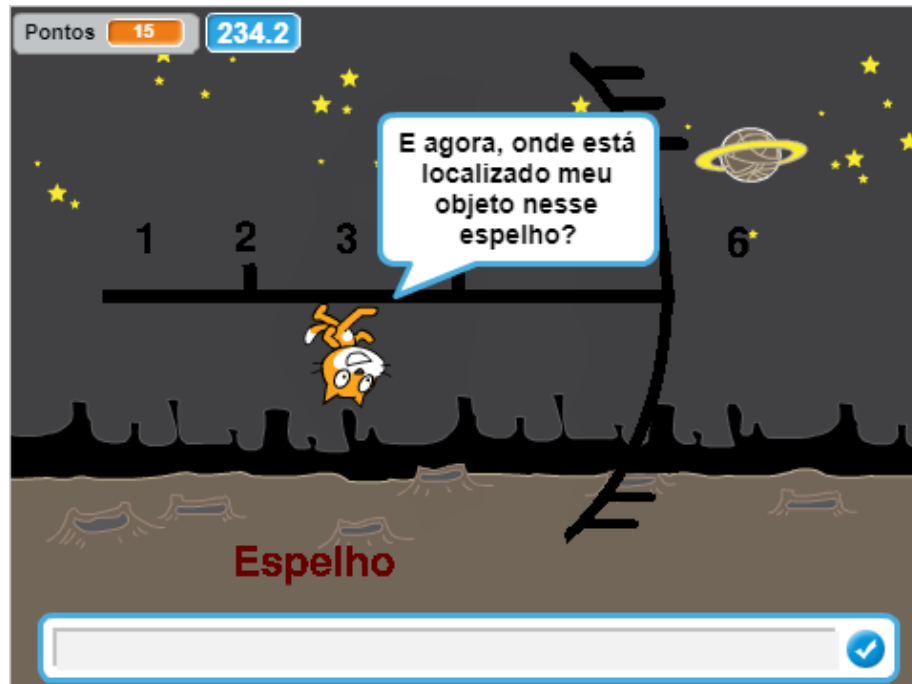 Pontos 15 234.2
E agora, onde está
localizado meu
objeto nesse
espelho?
1 2 3 6
Espelho